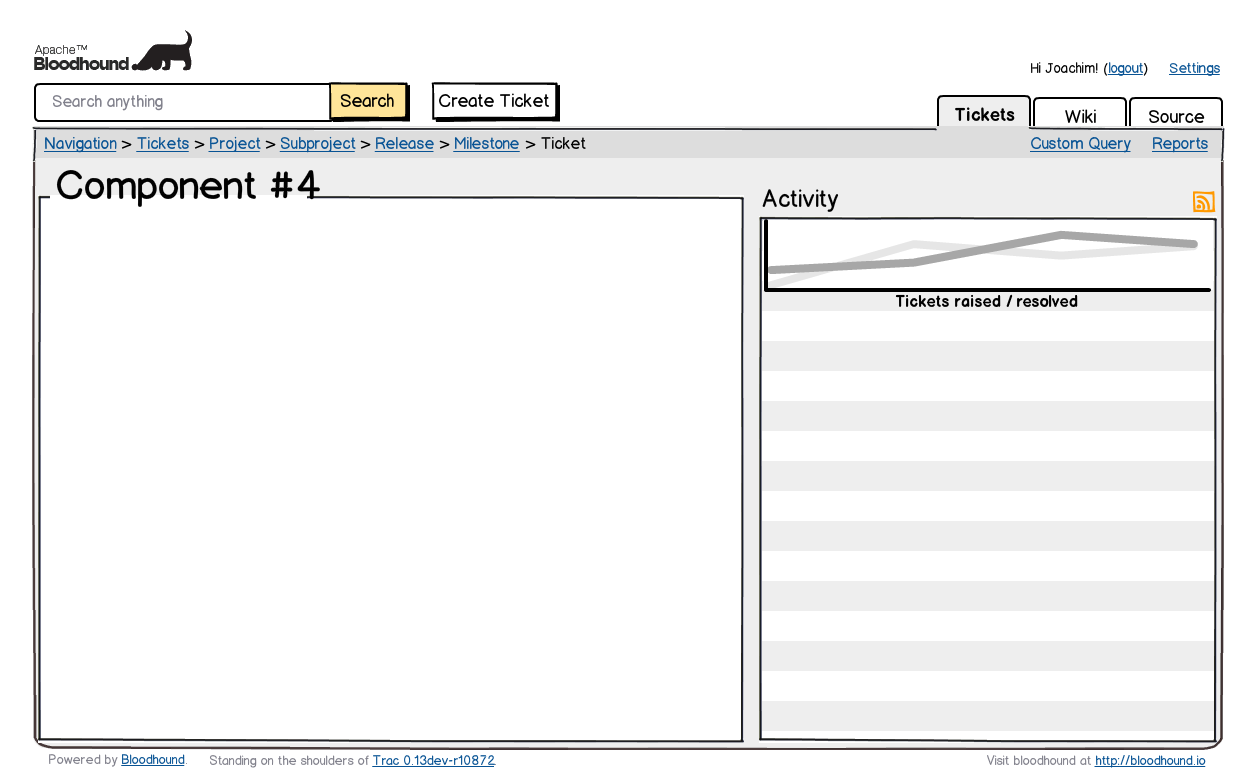 Apache™
Bloodhound
Hi Joachim! (logout) Settings
Search anything Search Create Ticket
Tickets Wiki Source
Navigation > Tickets > Project > Subproject > Release > Milestone > Ticket Custom Query Reports
Component #4
Activity
Tickets raised / resolved
Powered by Bloodhound. Standing on the shoulders of Trac 0.13dev-r10872 Visit bloodhound at http://bloodhound.io